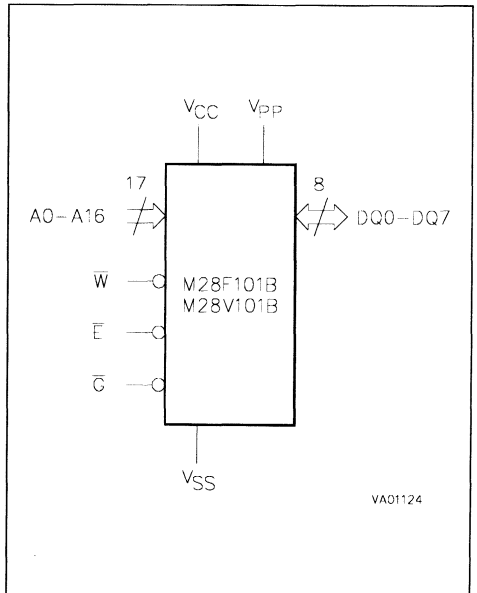 VCC VPP
17 8
A0-A16 DQ0-DQ7
W̅
M28F101B
M28V101B
E̅
G̅
VSS
VA01124